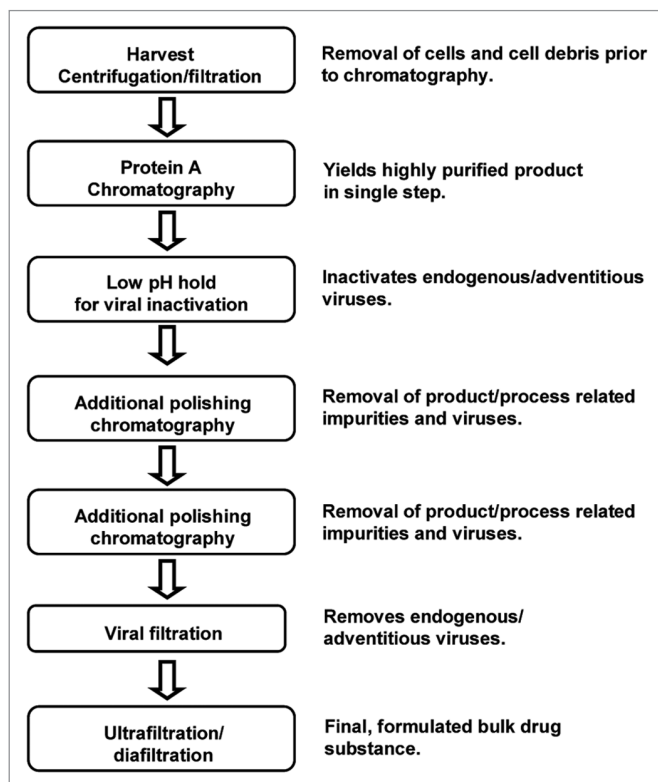 Harvest
Centrifugation/filtration
Removal of cells and cell debris prior
to chromatography.
Protein A
Chromatography
Yields highly purified product
in single step.
Low pH hold
for viral inactivation
Inactivates endogenous/adventitious
viruses.
Additional polishing
chromatography
Removal of product/process related
impurities and viruses.
Additional polishing
chromatography
Removal of product/process related
impurities and viruses.
Viral filtration
Removes endogenous/
adventitious viruses.
Ultrafiltration/
diafiltration
Final, formulated bulk drug
substance.